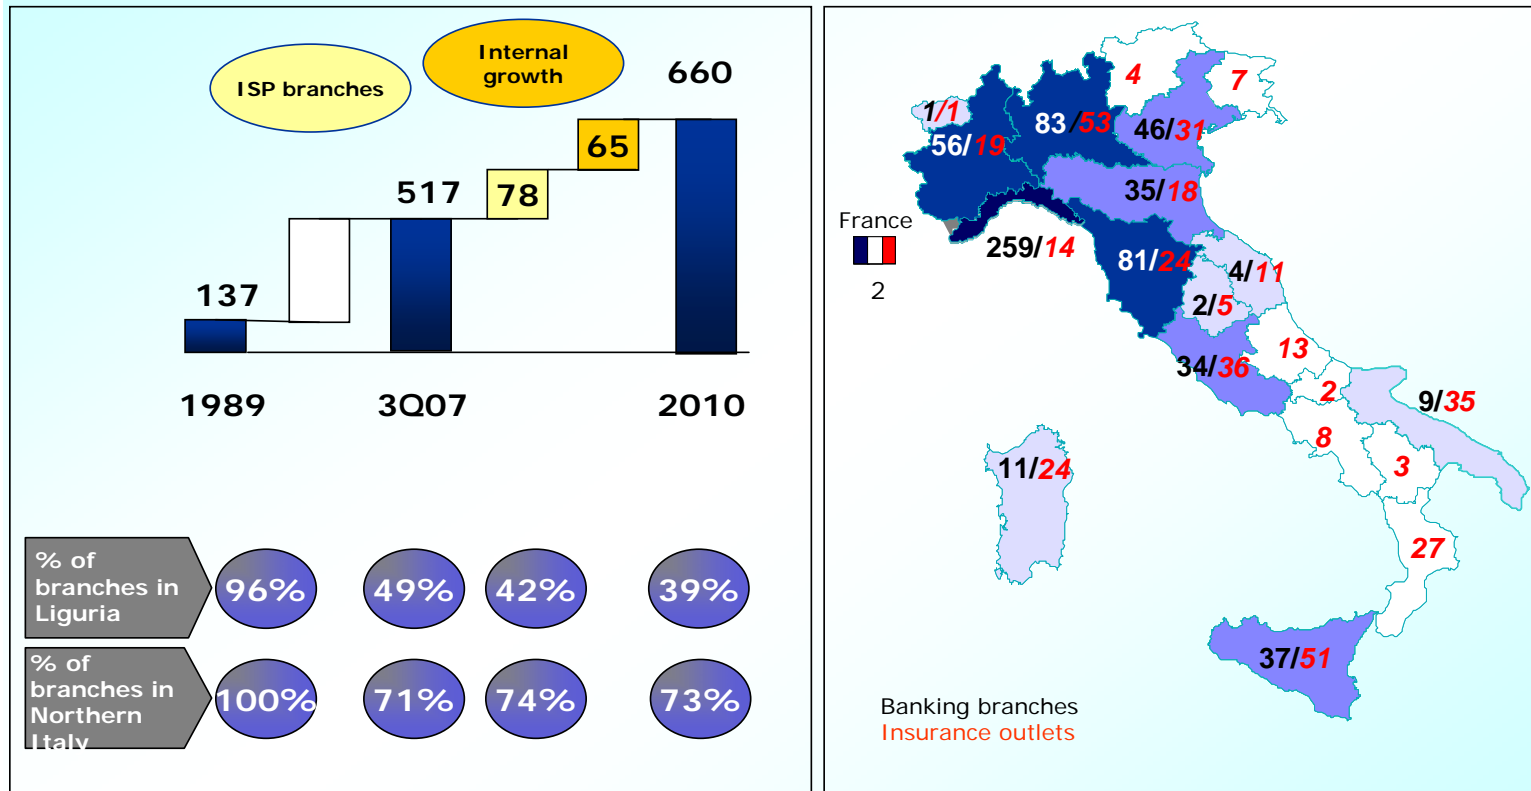 ISP branches
Internal
growth
660
65
517
78
137
1989
3Q07
2010
% of
branches in
Liguria
96%
49%
42%
39%
% of
branches in
Northern
Italy
100%
71%
74%
73%
4
7
1/1
83/53
46/31
56/19
35/18
France
2
259/14
81/24
4/11
2/5
13
34/36
2
9/35
8
11/24
3
27
37/51
Banking branches
Insurance outlets